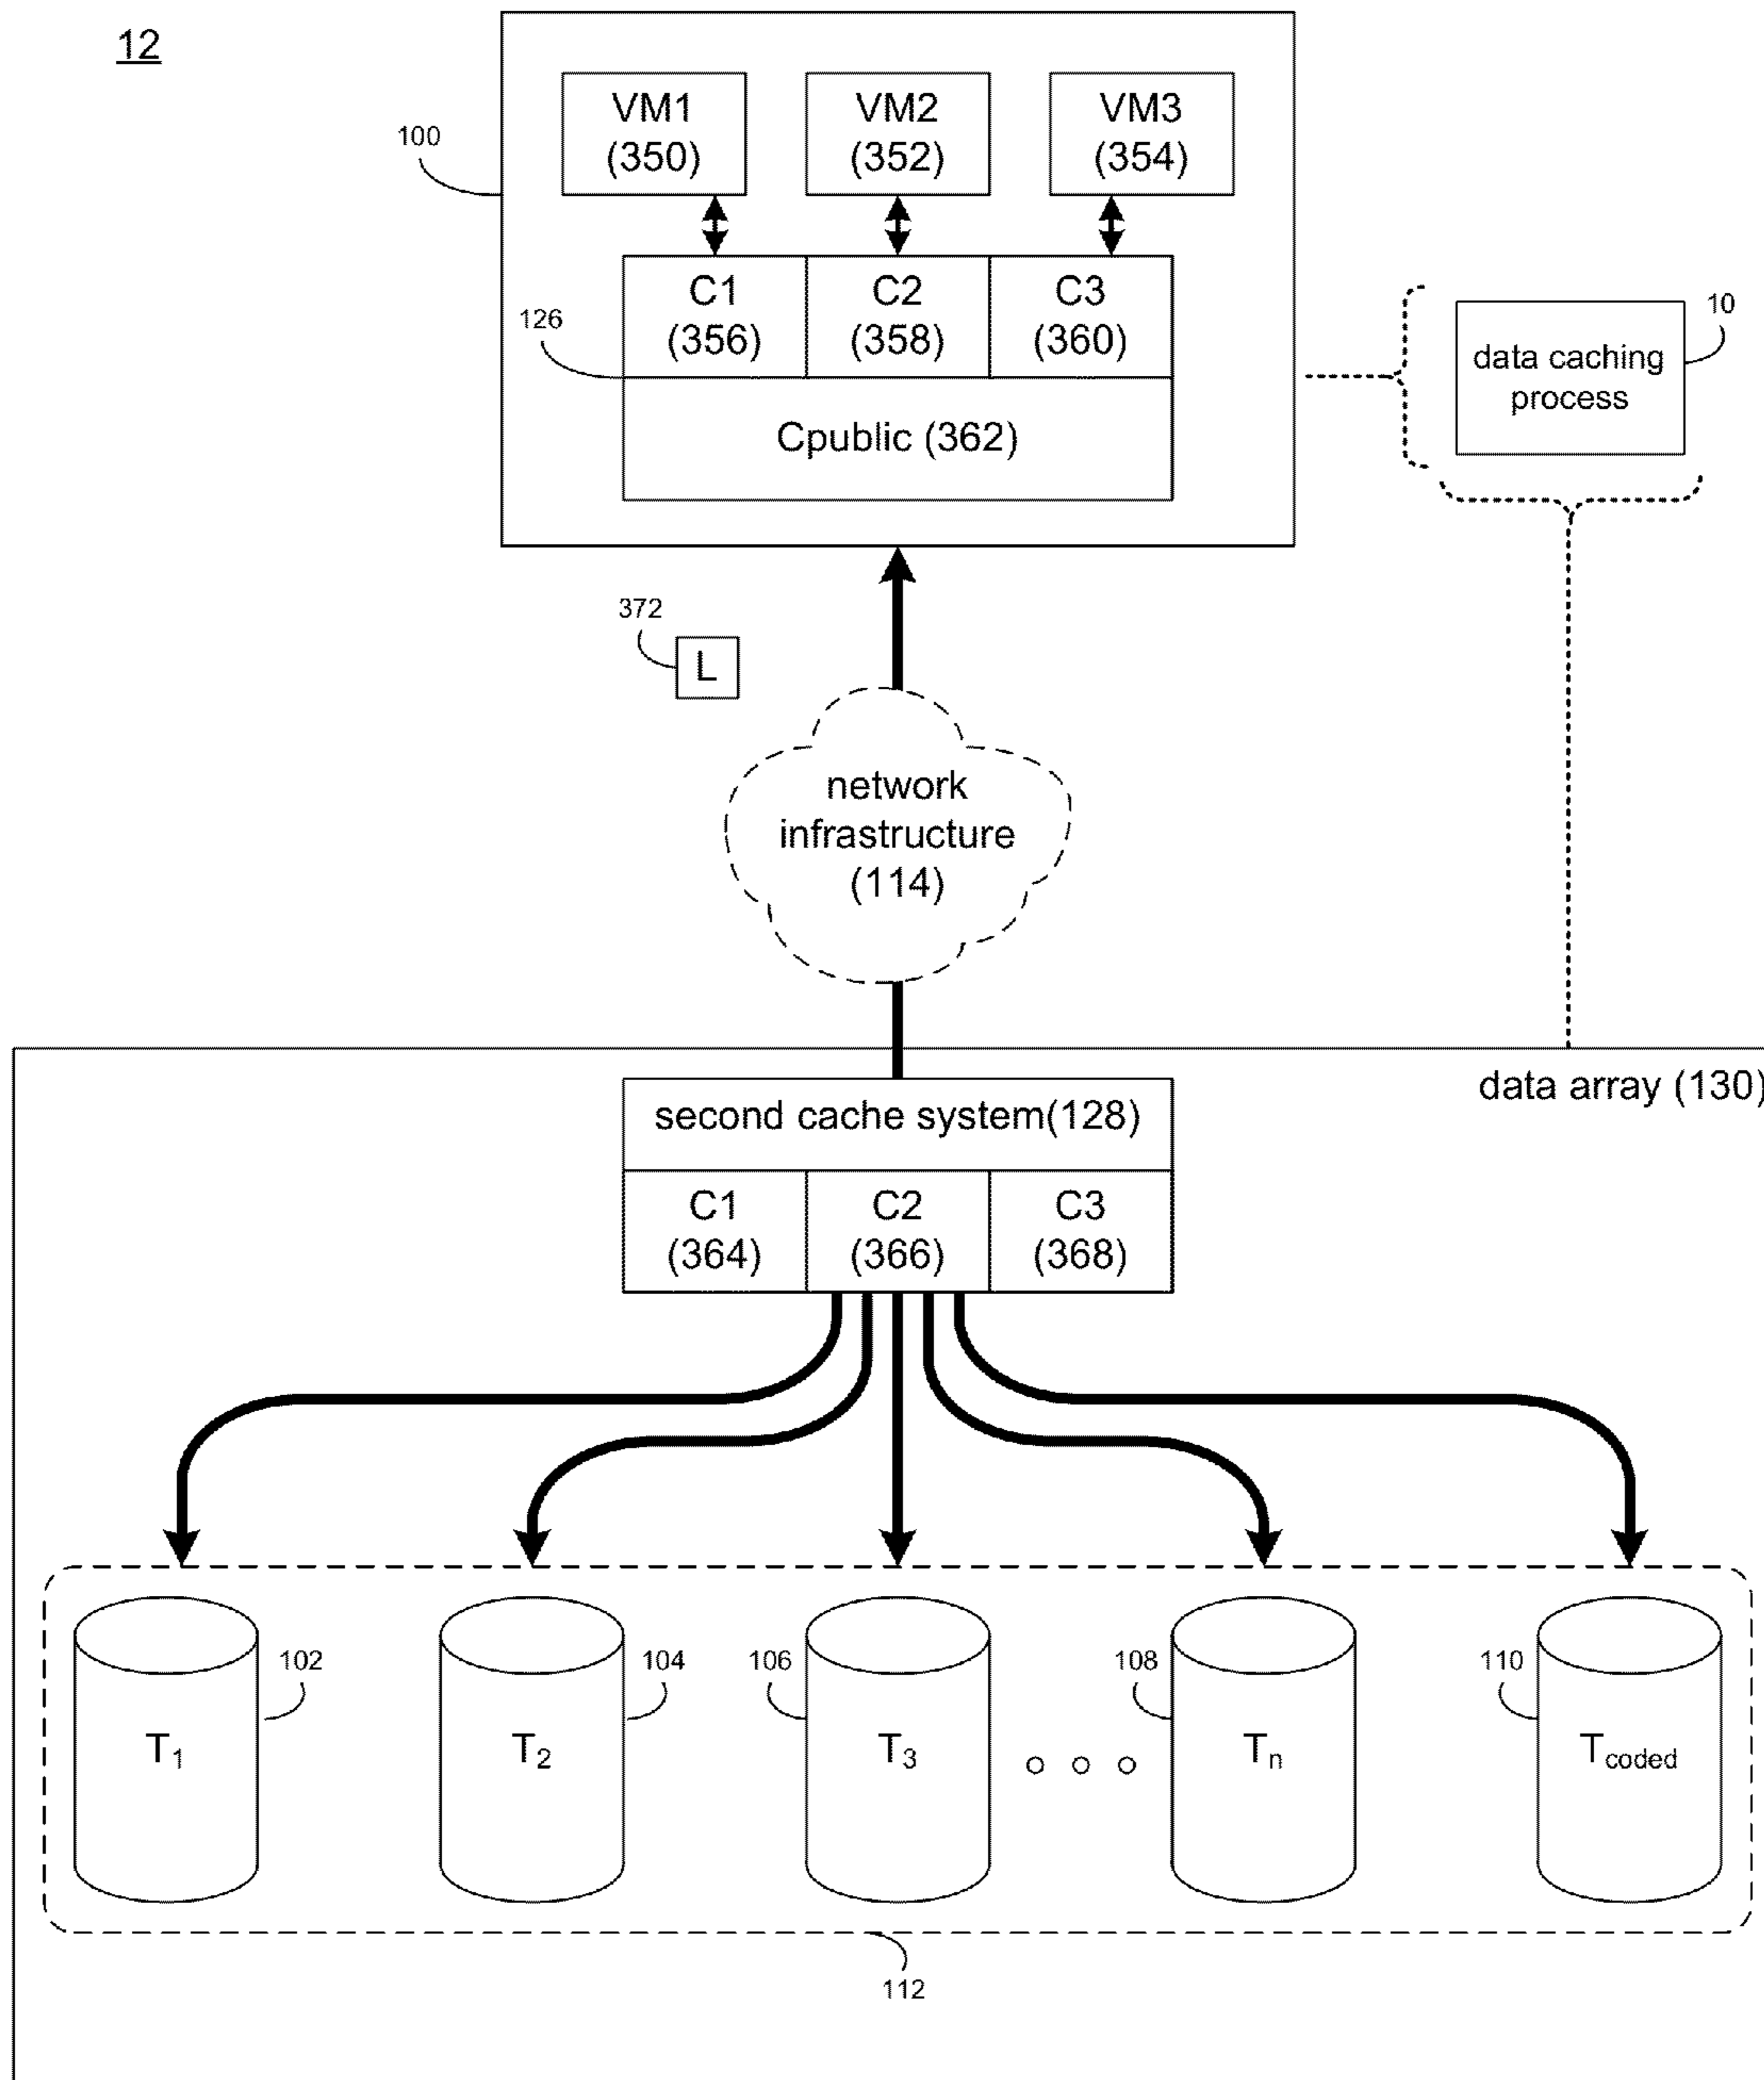 12
100
VM1
(350)
VM2
(352)
VM3
(354)
126
C1
(356)
C2
(358)
C3
(360)
Cpublic (362)
10
data caching
process
372
L
network
infrastructure
(114)
data array (130)
second cache system(128)
C1
(364)
C2
(366)
C3
(368)
102
104
106
108
110
T1
T2
T3
Tn
Tcoded
112